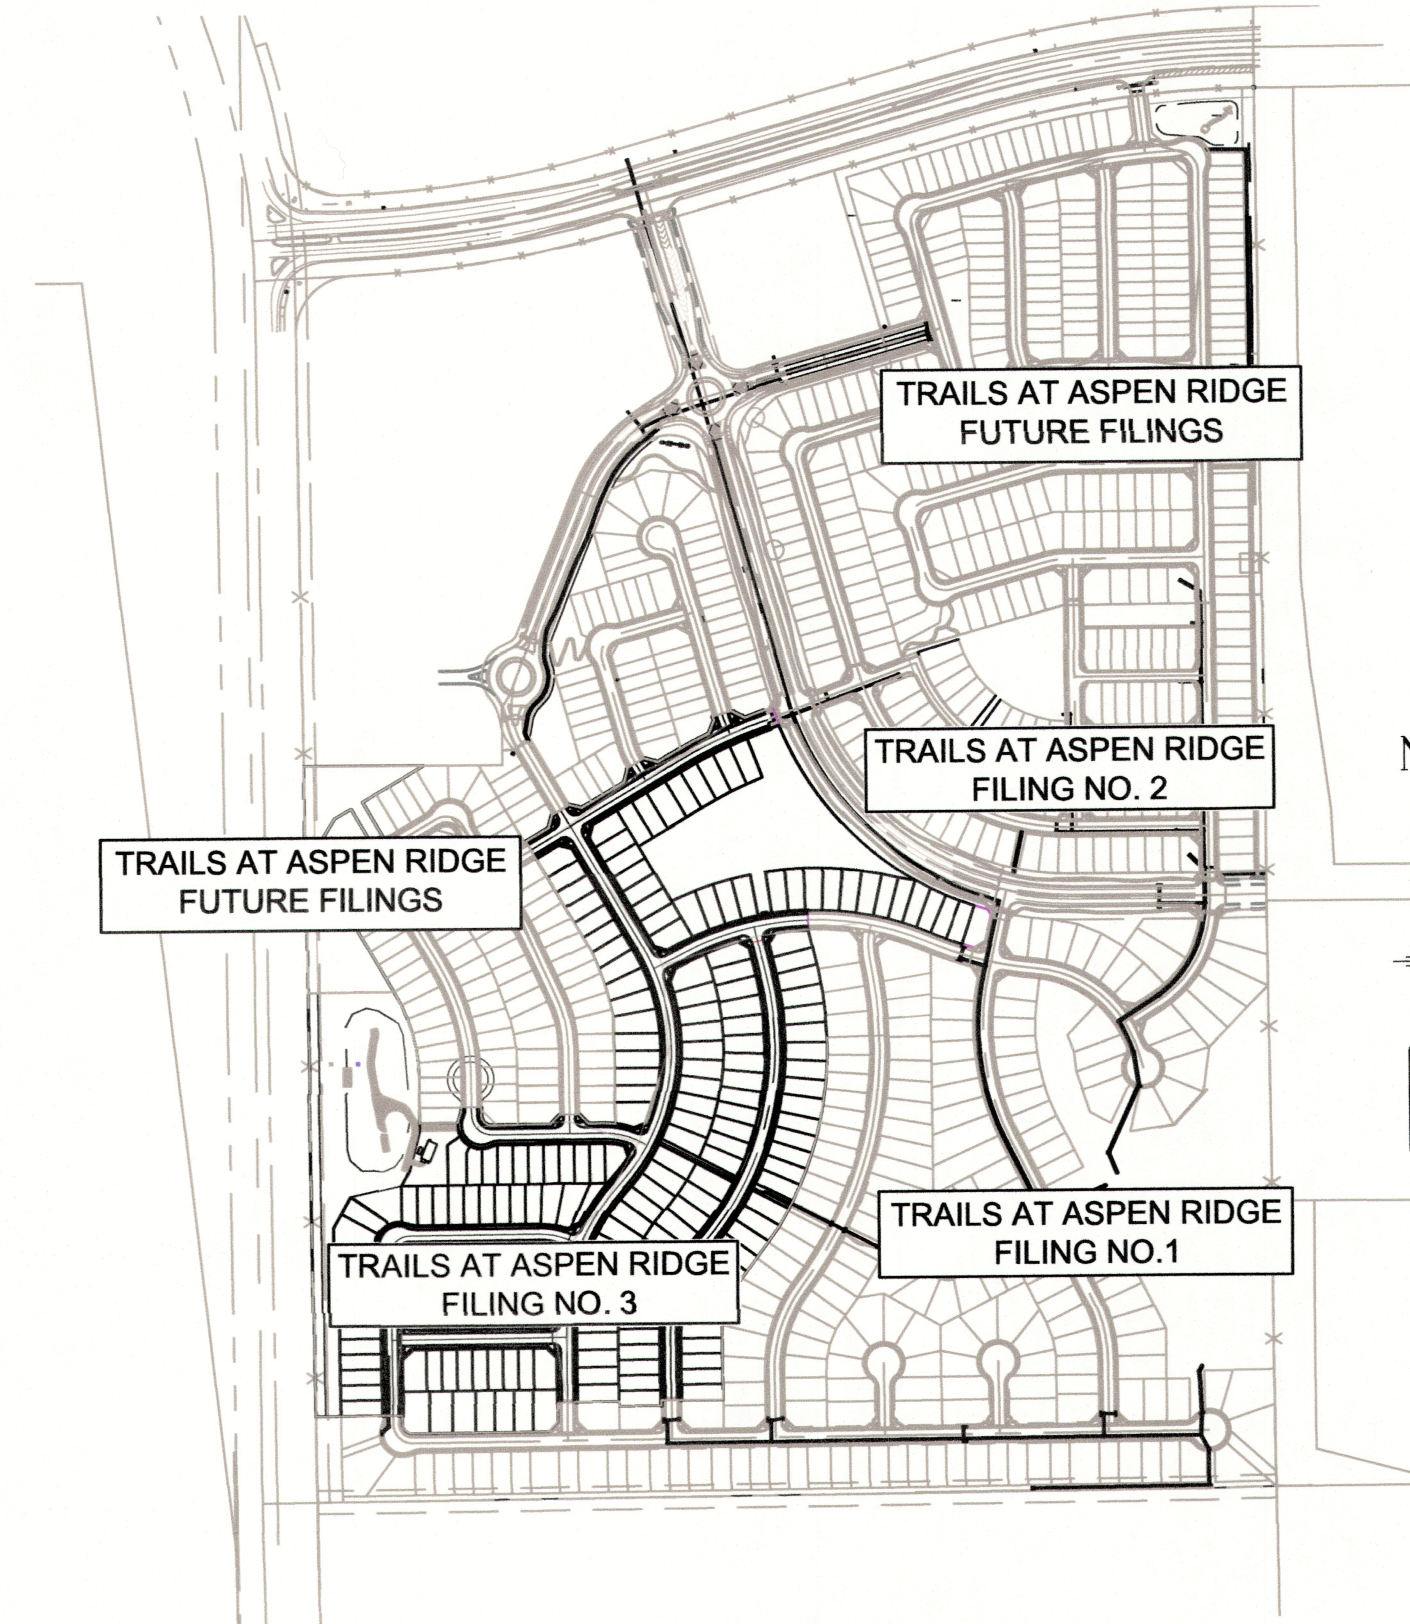 TRAILS AT ASPEN RIDGE
FUTURE FILINGS
TRAILS AT ASPEN RIDGE
FILING NO. 2
TRAILS AT ASPEN RIDGE
FUTURE FILINGS
TRAILS AT ASPEN RIDGE
FILING NO.1
TRAILS AT ASPEN RIDGE
FILING NO. 3